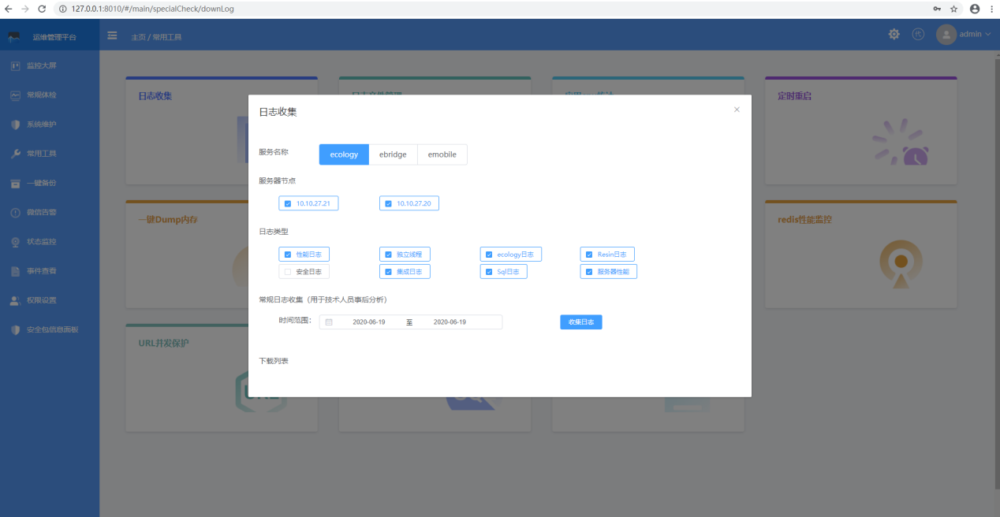 127.0.0.1:8010/#/main/specialCheck/downLog
运维管理平台
主页 / 常用工具
admin
监控大屏
常规体检
系统维护
常用工具
一键备份
微信告警
状态监控
事件查看
权限设置
安全包信息面板
日志收集
定时重启
一键Dump内存
redis性能监控
URL并发保护
日志收集
服务名称
ecology ebridge emobile
服务器节点
10.10.27.21 10.10.27.20
日志类型
性能日志 独立线程 ecology日志 Resin日志
安全日志 集成日志 Sql日志 服务器性能
常规日志收集（用于技术人员事后分析）
时间范围： 2020-06-19 至 2020-06-19 收集日志
下载列表